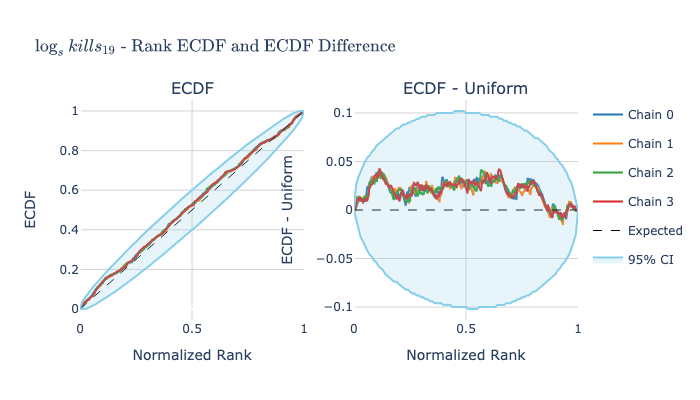 log_s kills_19 - Rank ECDF and ECDF Difference
ECDF
ECDF - Uniform
1
0.8
0.6
0.4
0.2
0
ECDF
0
0.5
1
Normalized Rank
0.1
0.05
0
−0.05
−0.1
ECDF - Uniform
0
0.5
1
Normalized Rank
Chain 0
Chain 1
Chain 2
Chain 3
Expected
95% CI